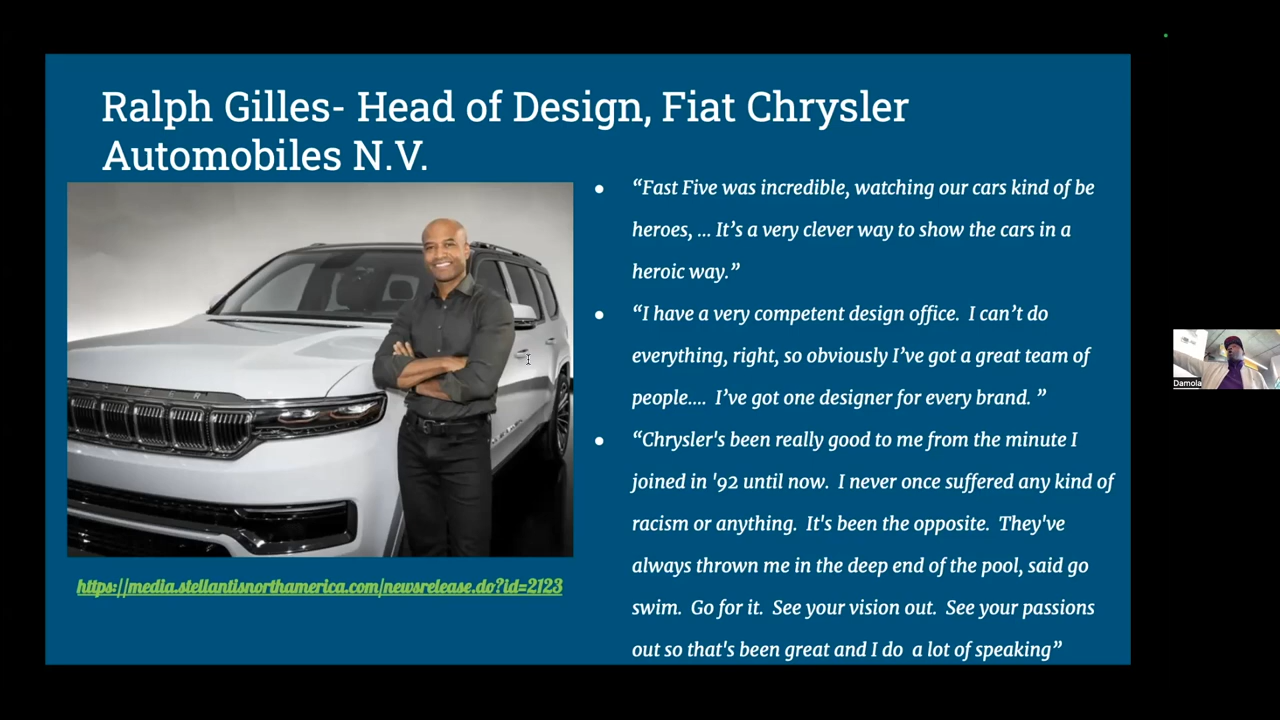 Ralph Gilles- Head of Design, Fiat Chrysler
Automobiles N.V.
“Fast Five was incredible, watching our cars kind of be
heroes, ... It’s a very clever way to show the cars in a
heroic way.”
“I have a very competent design office.  I can’t do
everything, right, so obviously I’ve got a great team of
people....  I’ve got one designer for every brand. ”
“Chrysler's been really good to me from the minute I
joined in '92 until now.  I never once suffered any kind of
racism or anything.  It's been the opposite.  They've
always thrown me in the deep end of the pool, said go
swim.  Go for it.  See your vision out.  See your passions
out so that's been great and I do  a lot of speaking”
https://media.stellantisnorthamerica.com/newsrelease.do?id=2123
Damola